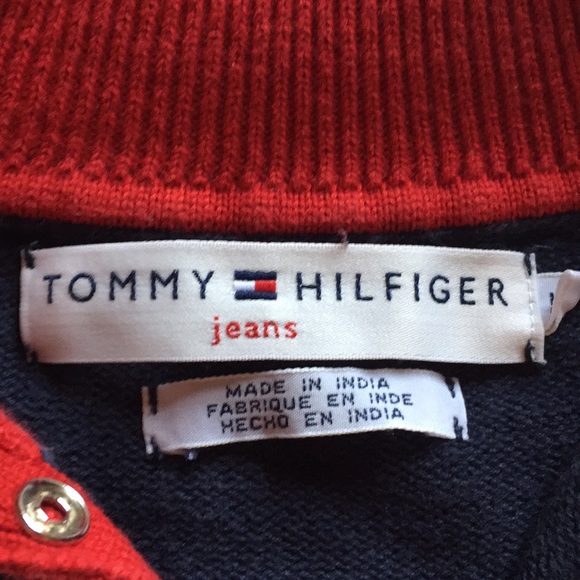 TOMMY HILFIGER
jeans
MADE IN INDIA
FABRIQUE EN INDE
HECHO EN INDIA